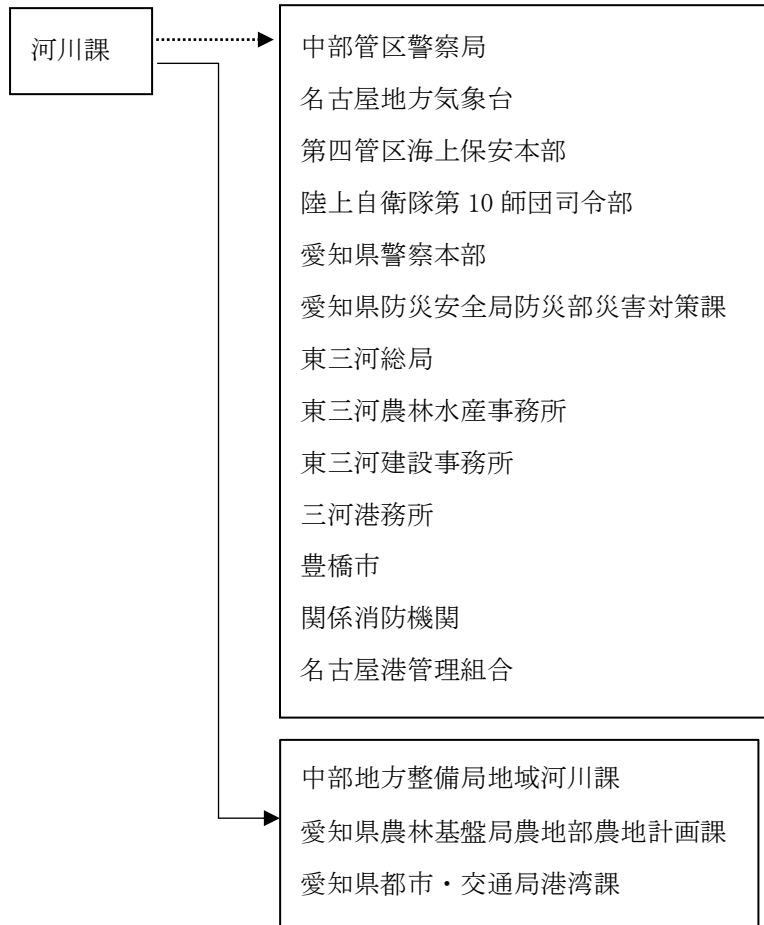 河川課
中部管区警察局
名古屋地方気象台
第四管区海上保安本部
陸上自衛隊第 10 師団司令部
愛知県警察本部
愛知県防災安全局防災部災害対策課
東三河総局
東三河農林水産事務所
東三河建設事務所
三河港務所
豊橋市
関係消防機関
名古屋港管理組合
中部地方整備局地域河川課
愛知県農林基盤局農地部農地計画課
愛知県都市・交通局港湾課